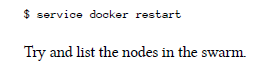 $ service docker restart
Try and list the nodes in the swarm.